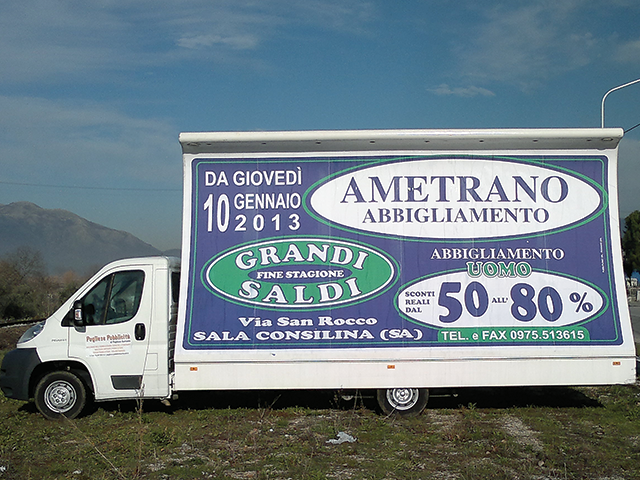 DA GIOVEDÌ
10 GENNAIO
2013
AMETRANO
ABBIGLIAMENTO
GRANDI
FINE STAGIONE
SALDI
ABBIGLIAMENTO
UOMO
SCONTI
REALI
DAL
50 ALL' 80 %
Via San Rocco
SALA CONSILINA (SA)
TEL. e FAX 0975.513615
Pugliese Pubblicità